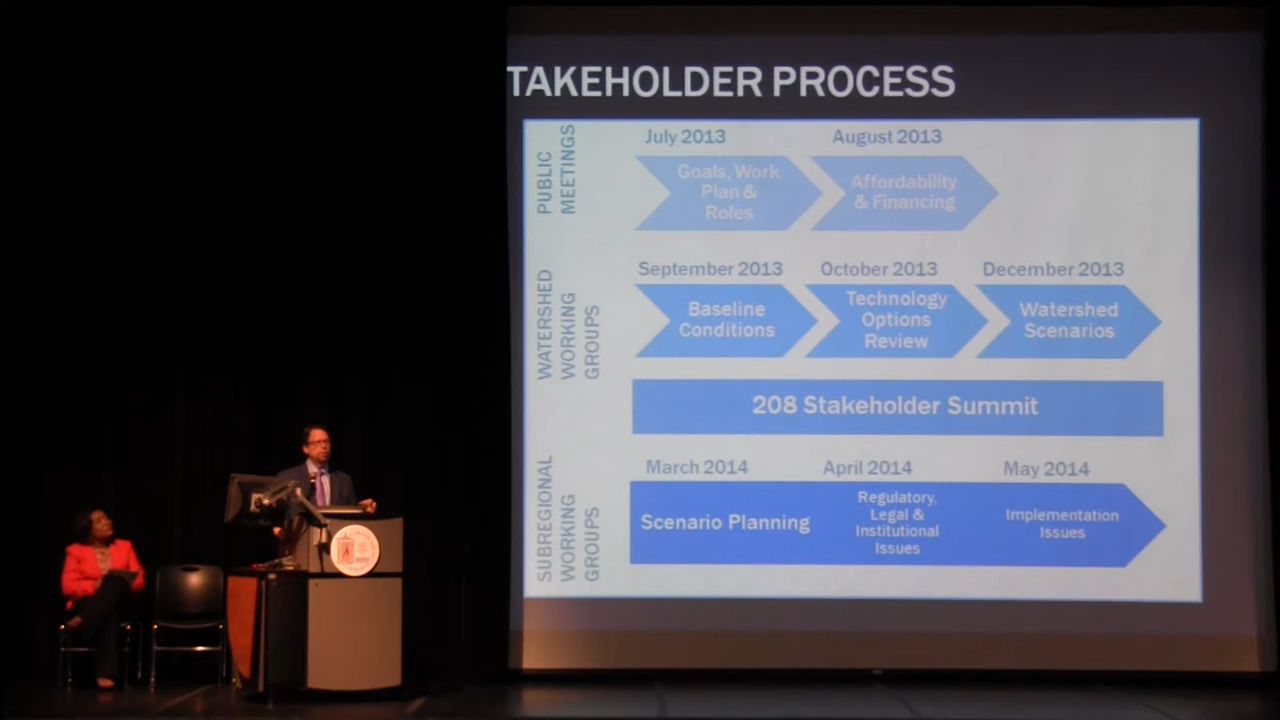 TAKEHOLDER PROCESS
PUBLIC
MEETINGS
July 2013
August 2013
Goals, Work
Plan &
Roles
Affordability
& Financing
WATERSHED
WORKING
GROUPS
September 2013
October 2013
December 2013
Baseline
Conditions
Technology
Options
Review
Watershed
Scenarios
208 Stakeholder Summit
SUBREGIONAL
WORKING
GROUPS
March 2014
April 2014
May 2014
Scenario Planning
Regulatory,
Legal &
Institutional
Issues
Implementation
Issues